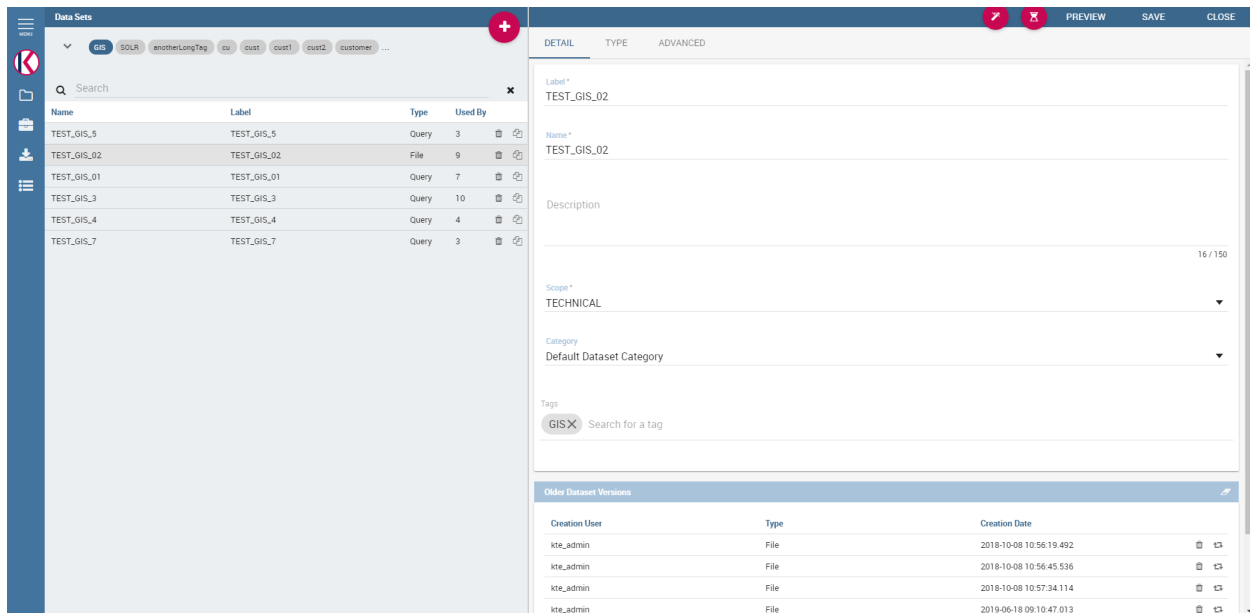 MENU
Data Sets
GIS SOLR anotherLongTag cu cust cust1 cust2 customer ...
Search
Name Label Type Used By
TEST_GIS_5 TEST_GIS_5 Query 3
TEST_GIS_02 TEST_GIS_02 File 9
TEST_GIS_01 TEST_GIS_01 Query 7
TEST_GIS_3 TEST_GIS_3 Query 10
TEST_GIS_4 TEST_GIS_4 Query 4
TEST_GIS_7 TEST_GIS_7 Query 3
PREVIEW SAVE CLOSE
DETAIL TYPE ADVANCED
Label *
TEST_GIS_02
Name *
TEST_GIS_02
Description
16 / 150
Scope *
TECHNICAL
Category
Default Dataset Category
Tags
GIS Search for a tag
Older Dataset Versions
Creation User Type Creation Date
kte_admin File 2018-10-08 10:56:19.492
kte_admin File 2018-10-08 10:56:45.536
kte_admin File 2018-10-08 10:57:34.114
kte_admin File 2019-06-18 09:10:47.013